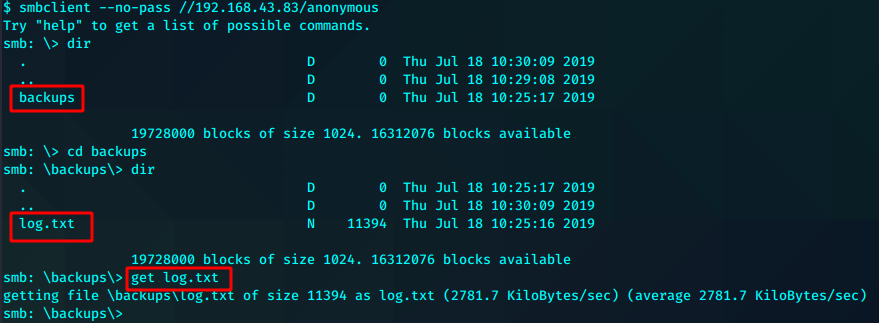 $ smbclient --no-pass //192.168.43.83/anonymous
Try "help" to get a list of possible commands.
smb: \> dir
. D 0 Thu Jul 18 10:30:09 2019
.. D 0 Thu Jul 18 10:29:08 2019
backups D 0 Thu Jul 18 10:25:17 2019
19728000 blocks of size 1024. 16312076 blocks available
smb: \> cd backups
smb: \backups\> dir
. D 0 Thu Jul 18 10:25:17 2019
.. D 0 Thu Jul 18 10:30:09 2019
log.txt N 11394 Thu Jul 18 10:25:16 2019
19728000 blocks of size 1024. 16312076 blocks available
smb: \backups\> get log.txt
getting file \backups\log.txt of size 11394 as log.txt (2781.7 KiloBytes/sec) (average 2781.7 KiloBytes/sec)
smb: \backups\>